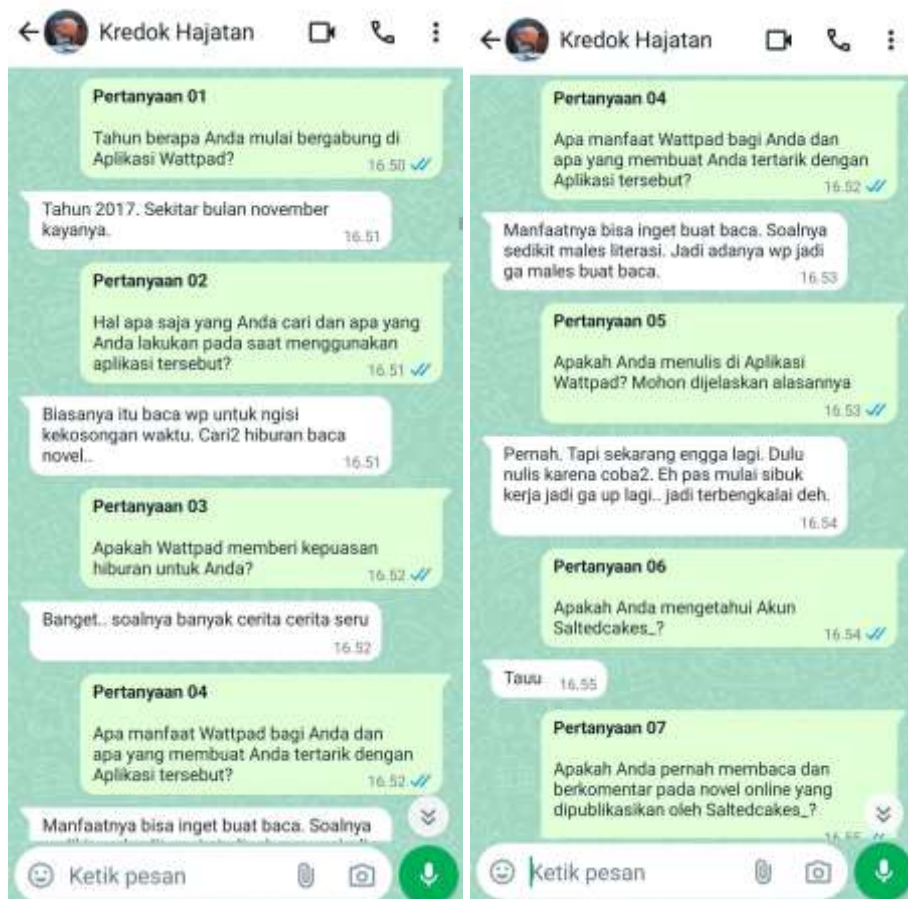 Kredok Hajatan
Pertanyaan 01
Tahun berapa Anda mulai bergabung di
Aplikasi Wattpad?
16.50
Tahun 2017. Sekitar bulan november
kayanya.
16.51
Pertanyaan 02
Hal apa saja yang Anda cari dan apa yang
Anda lakukan pada saat menggunakan
aplikasi tersebut?
16.51
Biasanya itu baca wp untuk ngisi
kekosongan waktu. Cari2 hiburan baca
novel..
16.51
Pertanyaan 03
Apakah Wattpad memberi kepuasan
hiburan untuk Anda?
16.52
Banget.. soalnya banyak cerita cerita seru
16.52
Pertanyaan 04
Apa manfaat Wattpad bagi Anda dan
apa yang membuat Anda tertarik dengan
Aplikasi tersebut?
16.52
Manfaatnya bisa inget buat baca. Soalnya
Ketik pesan
Kredok Hajatan
Pertanyaan 04
Apa manfaat Wattpad bagi Anda dan
apa yang membuat Anda tertarik dengan
Aplikasi tersebut?
16.52
Manfaatnya bisa inget buat baca. Soalnya
sedikit males literasi. Jadi adanya wp jadi
ga males buat baca.
16.53
Pertanyaan 05
Apakah Anda menulis di Aplikasi
Wattpad? Mohon dijelaskan alasannya
16.53
Pernah. Tapi sekarang engga lagi. Dulu
nulis karena coba2. Eh pas mulai sibuk
kerja jadi ga up lagi.. jadi terbengkalai deh.
16.54
Pertanyaan 06
Apakah Anda mengetahui Akun
Saltedcakes_?
16.54
Tauu
16.55
Pertanyaan 07
Apakah Anda pernah membaca dan
berkomentar pada novel online yang
dipublikasikan oleh Saltedcakes_?
16.55
Ketik pesan